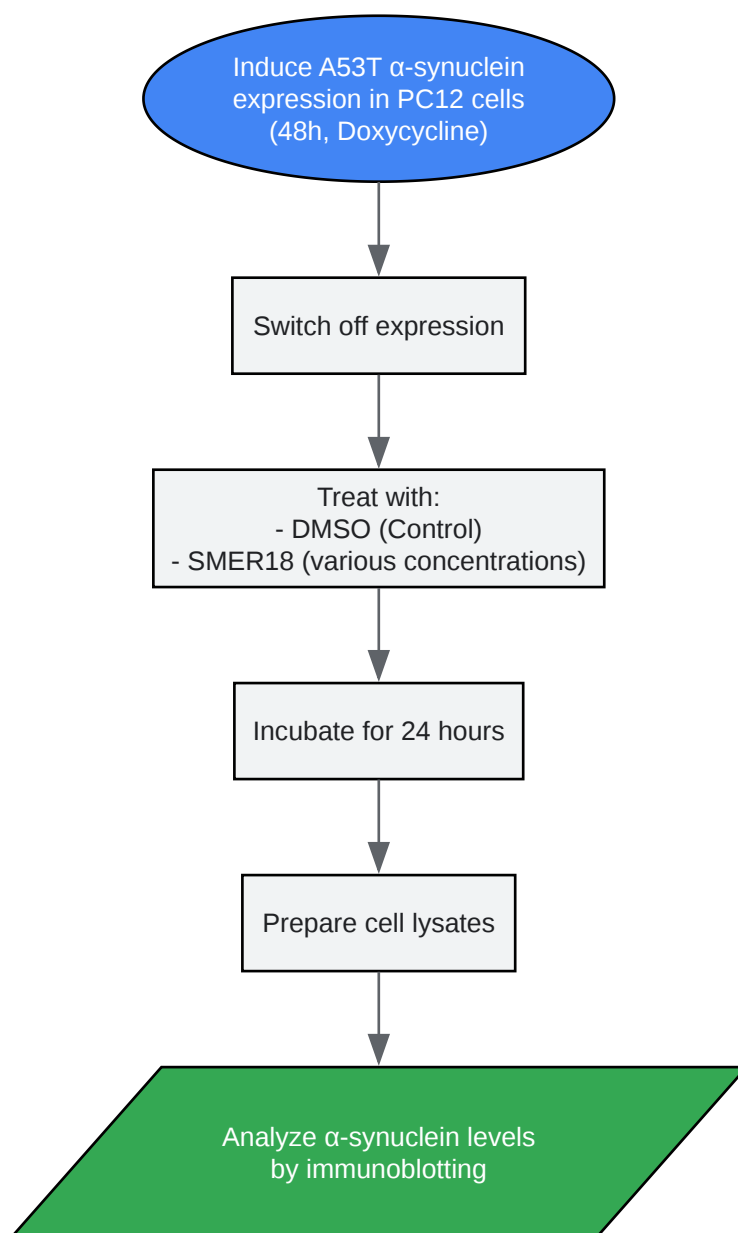 Induce A53T α-synuclein
expression in PC12 cells
(48h, Doxycycline)
Switch off expression
Treat with:
- DMSO (Control)
- SMER18 (various concentrations)
Incubate for 24 hours
Prepare cell lysates
Analyze α-synuclein levels
by immunoblotting